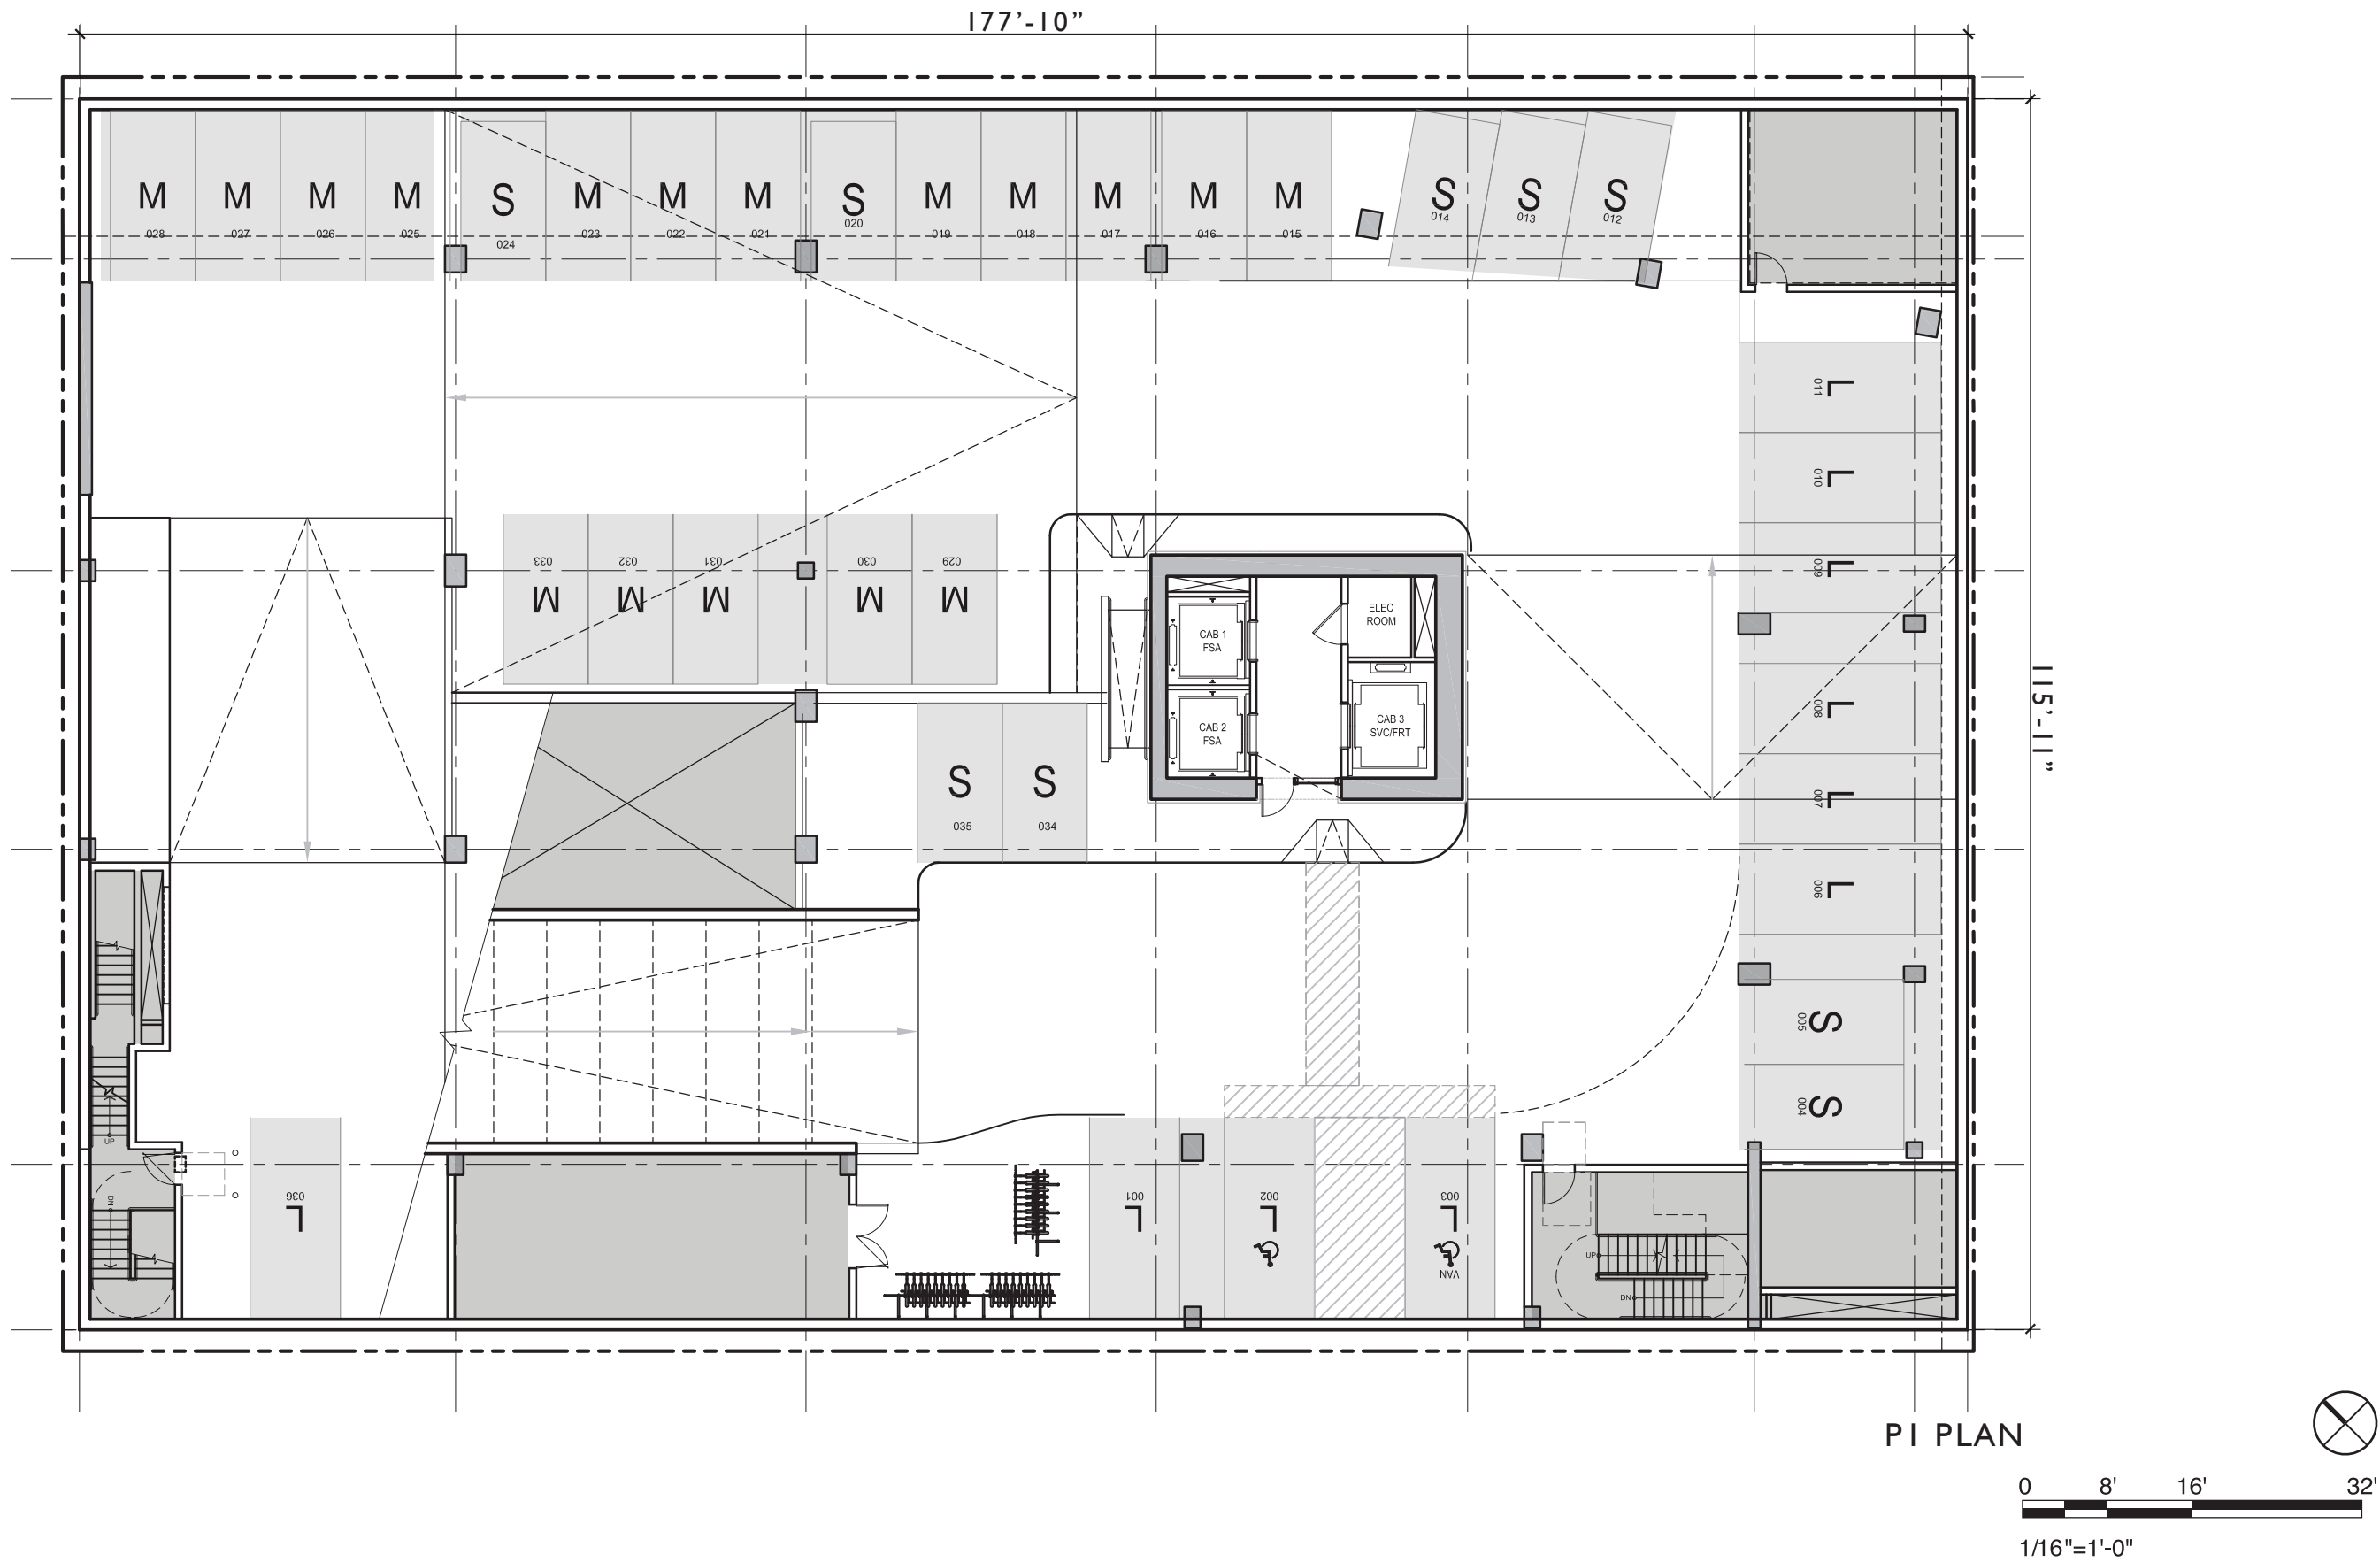 177'-10"
M M M M S M M M S M M M M M S S S
028 027 026 025 024 023 022 021 020 019 018 017 016 015 014 013 012
L 011
L 010
L 009
L 008
L 007
L 006
S 005
S 004
115'-11"
033 032 031 030 029
M M M M M
CAB 1
FSA
ELEC
ROOM
CAB 2
FSA
CAB 3
SVC/FRT
S S
035 034
UP
DN
036
L
001 002 003
L L L
VAN
UP
DN
P1 PLAN
0 8' 16' 32'
1/16"=1'-0"